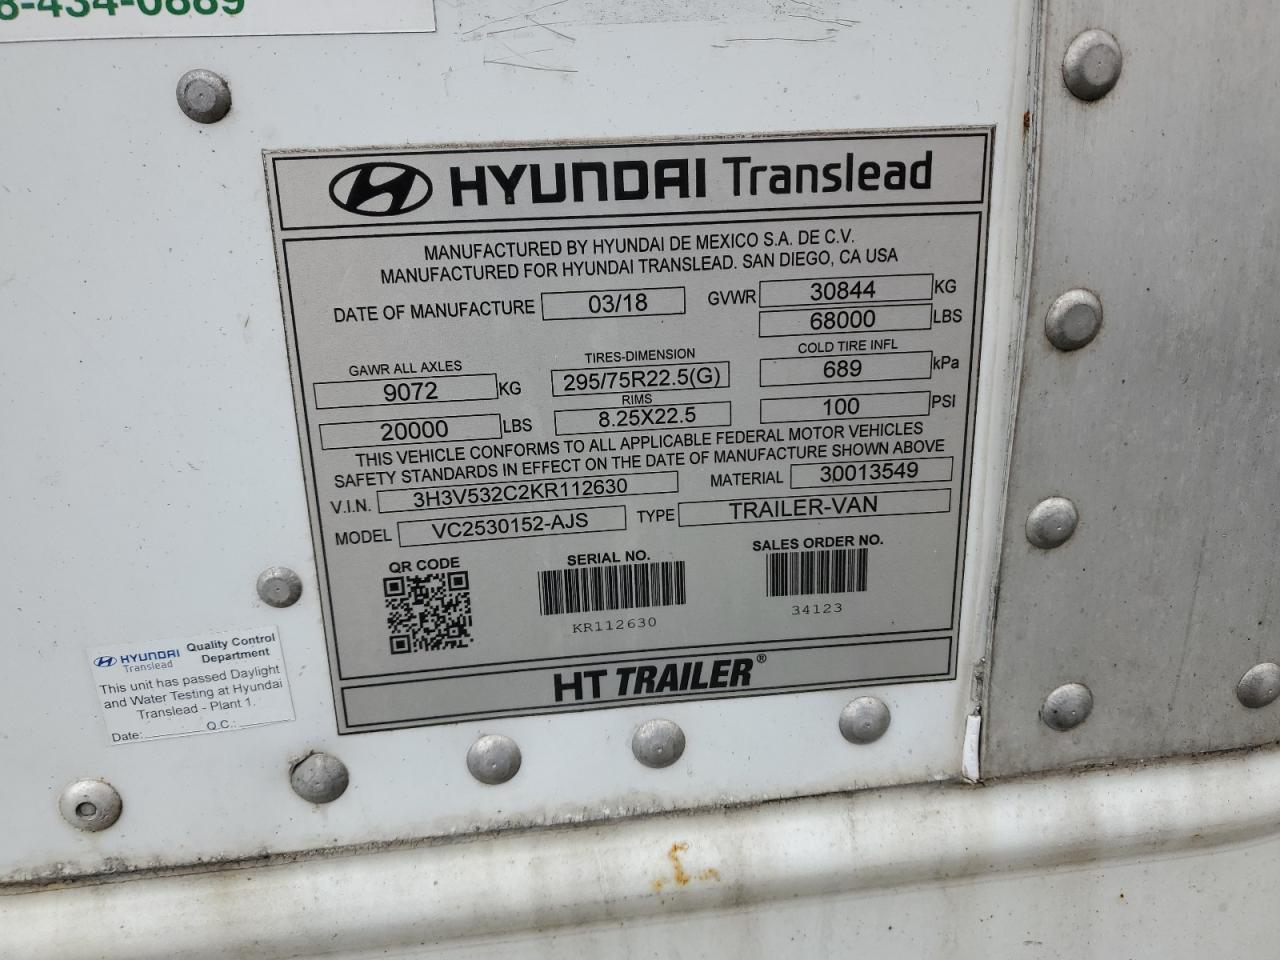 8-434-0889
HYUNDAI Translead
MANUFACTURED BY HYUNDAI DE MEXICO S.A. DE C.V.
MANUFACTURED FOR HYUNDAI TRANSLEAD. SAN DIEGO, CA USA
DATE OF MANUFACTURE 03/18 GVWR 30844 KG
68000 LBS
GAWR ALL AXLES TIRES-DIMENSION COLD TIRE INFL
9072 KG 295/75R22.5(G) 689 kPa
RIMS
20000 LBS 8.25X22.5 100 PSI
THIS VEHICLE CONFORMS TO ALL APPLICABLE FEDERAL MOTOR VEHICLES
SAFETY STANDARDS IN EFFECT ON THE DATE OF MANUFACTURE SHOWN ABOVE
V.I.N. 3H3V532C2KR112630 MATERIAL 30013549
MODEL VC2530152-AJS TYPE TRAILER-VAN
QR CODE SERIAL NO. SALES ORDER NO.
KR112630 34123
HT TRAILER®
HYUNDAI Translead Quality Control Department
This unit has passed Daylight
and Water Testing at Hyundai
Translead - Plant 1.
Date: Q.C.: